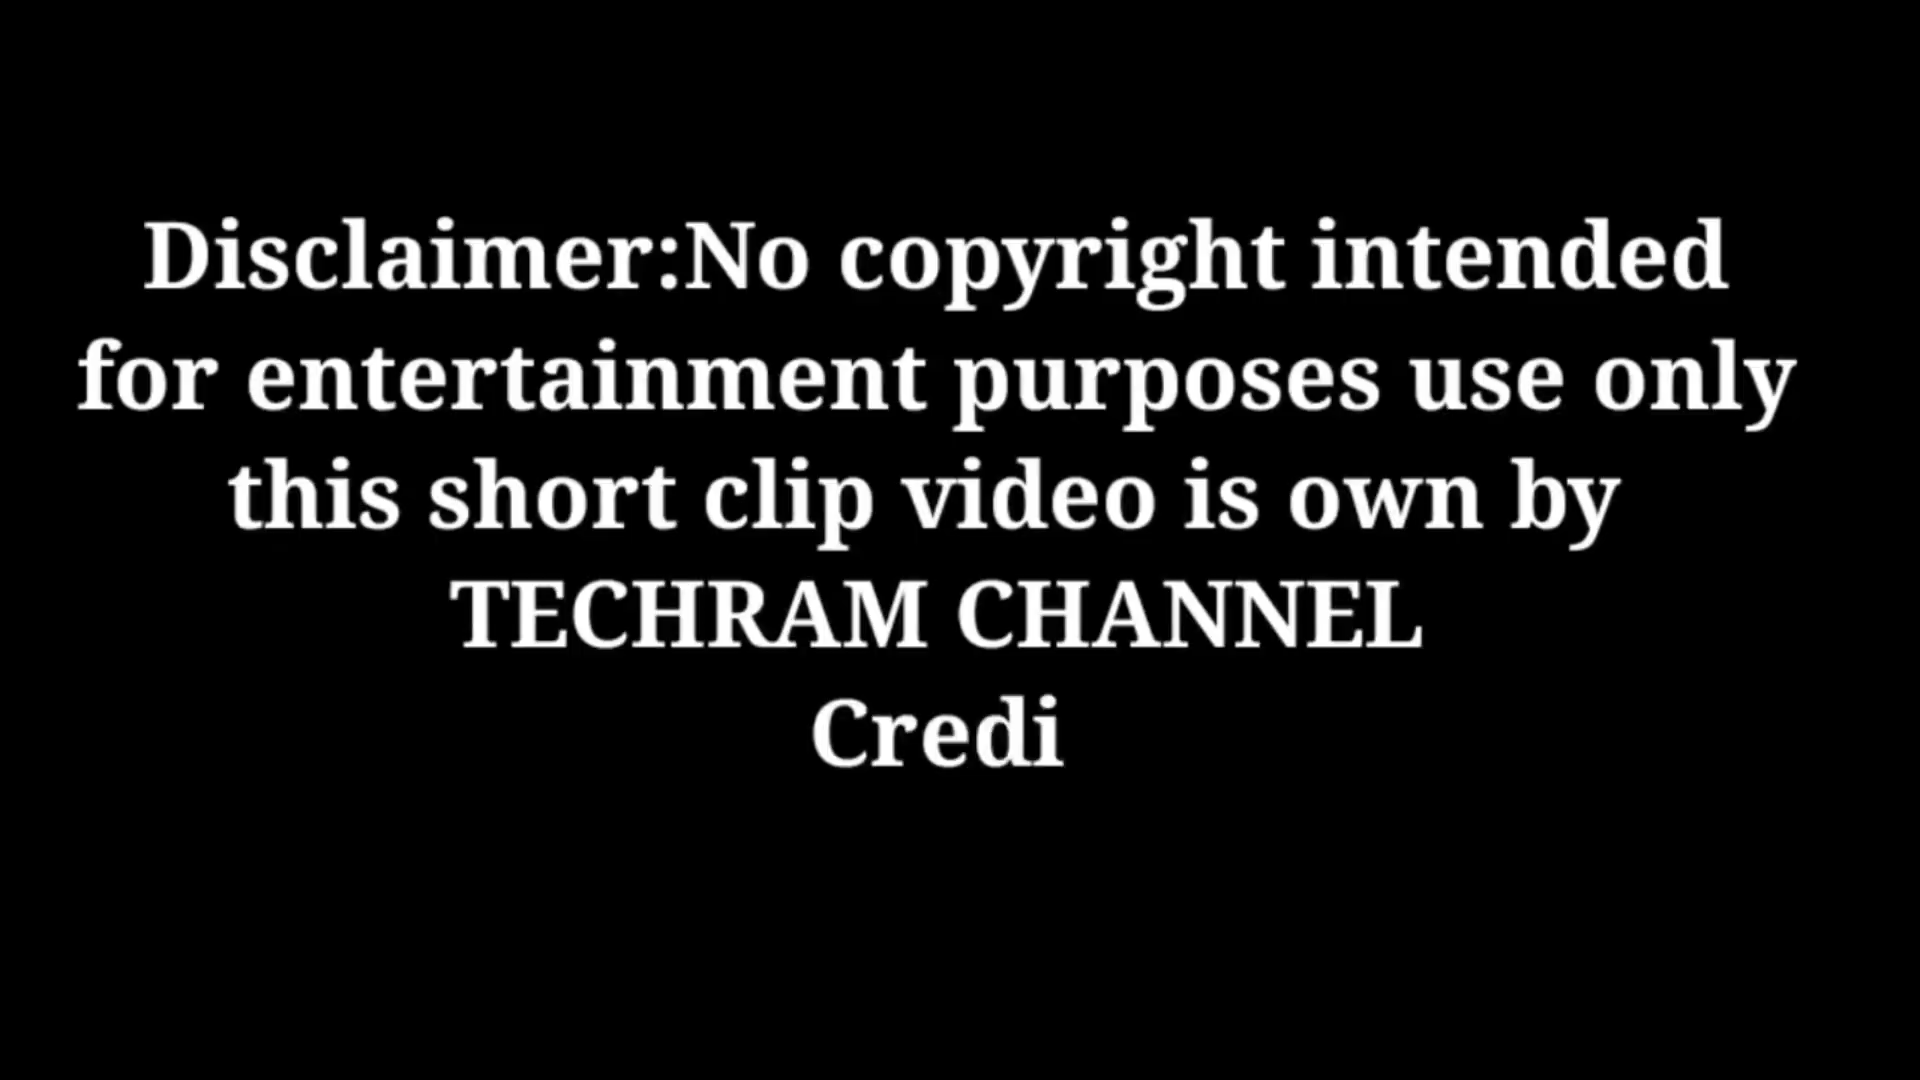 Disclaimer:No copyright intended
for entertainment purposes use only
this short clip video is own by
TECHRAM CHANNEL
Credi